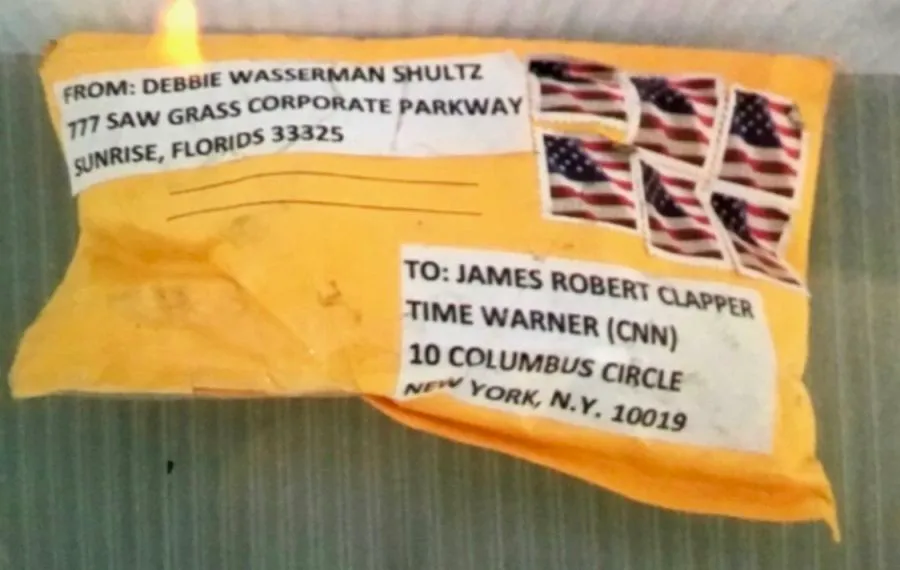 FROM: DEBBIE WASSERMAN SHULTZ
777 SAW GRASS CORPORATE PARKWAY
SUNRISE, FLORIDS 33325
TO: JAMES ROBERT CLAPPER
TIME WARNER (CNN)
10 COLUMBUS CIRCLE
NEW YORK, N.Y. 10019